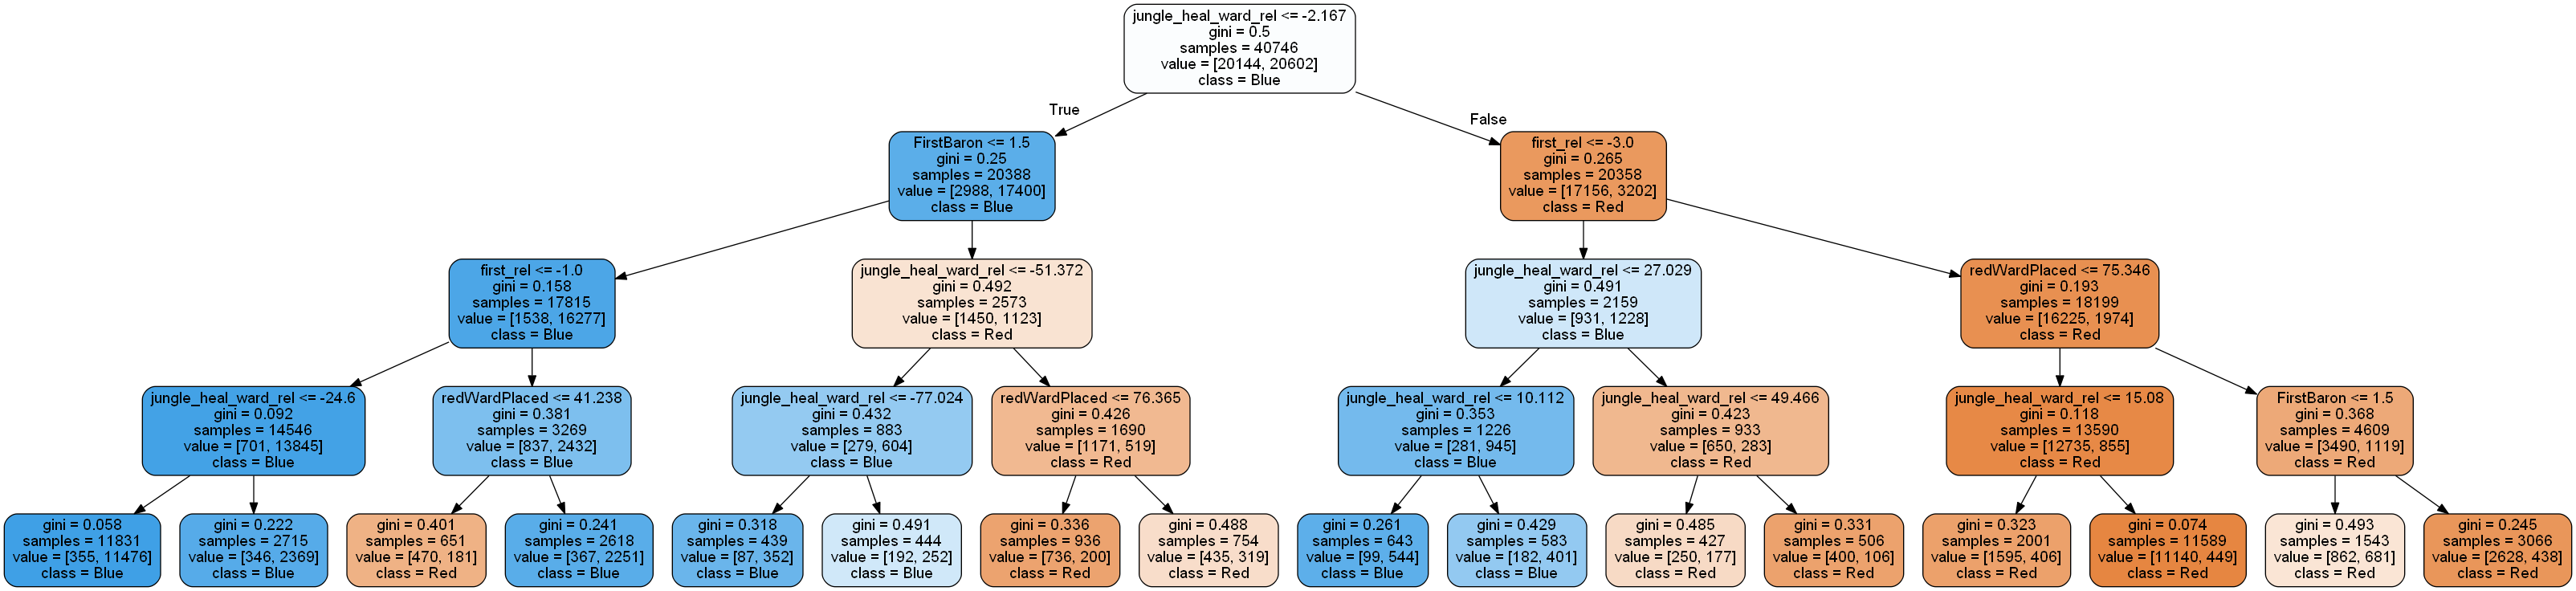 jungle_heal_ward_rel <= -2.167
gini = 0.5
samples = 40746
value = [20144, 20602]
class = Blue
True
False
FirstBaron <= 1.5
gini = 0.25
samples = 20388
value = [2988, 17400]
class = Blue
first_rel <= -3.0
gini = 0.265
samples = 20358
value = [17156, 3202]
class = Red
first_rel <= -1.0
gini = 0.158
samples = 17815
value = [1538, 16277]
class = Blue
jungle_heal_ward_rel <= -51.372
gini = 0.492
samples = 2573
value = [1450, 1123]
class = Red
jungle_heal_ward_rel <= 27.029
gini = 0.491
samples = 2159
value = [931, 1228]
class = Blue
redWardPlaced <= 75.346
gini = 0.193
samples = 18199
value = [16225, 1974]
class = Red
jungle_heal_ward_rel <= -24.6
gini = 0.092
samples = 14546
value = [701, 13845]
class = Blue
redWardPlaced <= 41.238
gini = 0.381
samples = 3269
value = [837, 2432]
class = Blue
jungle_heal_ward_rel <= -77.024
gini = 0.432
samples = 883
value = [279, 604]
class = Blue
redWardPlaced <= 76.365
gini = 0.426
samples = 1690
value = [1171, 519]
class = Red
jungle_heal_ward_rel <= 10.112
gini = 0.353
samples = 1226
value = [281, 945]
class = Blue
jungle_heal_ward_rel <= 49.466
gini = 0.423
samples = 933
value = [650, 283]
class = Red
jungle_heal_ward_rel <= 15.08
gini = 0.118
samples = 13590
value = [12735, 855]
class = Red
FirstBaron <= 1.5
gini = 0.368
samples = 4609
value = [3490, 1119]
class = Red
gini = 0.058
samples = 11831
value = [355, 11476]
class = Blue
gini = 0.222
samples = 2715
value = [346, 2369]
class = Blue
gini = 0.401
samples = 651
value = [470, 181]
class = Red
gini = 0.241
samples = 2618
value = [367, 2251]
class = Blue
gini = 0.318
samples = 439
value = [87, 352]
class = Blue
gini = 0.491
samples = 444
value = [192, 252]
class = Blue
gini = 0.336
samples = 936
value = [736, 200]
class = Red
gini = 0.488
samples = 754
value = [435, 319]
class = Red
gini = 0.261
samples = 643
value = [99, 544]
class = Blue
gini = 0.429
samples = 583
value = [182, 401]
class = Blue
gini = 0.485
samples = 427
value = [250, 177]
class = Red
gini = 0.331
samples = 506
value = [400, 106]
class = Red
gini = 0.323
samples = 2001
value = [1595, 406]
class = Red
gini = 0.074
samples = 11589
value = [11140, 449]
class = Red
gini = 0.493
samples = 1543
value = [862, 681]
class = Red
gini = 0.245
samples = 3066
value = [2628, 438]
class = Red